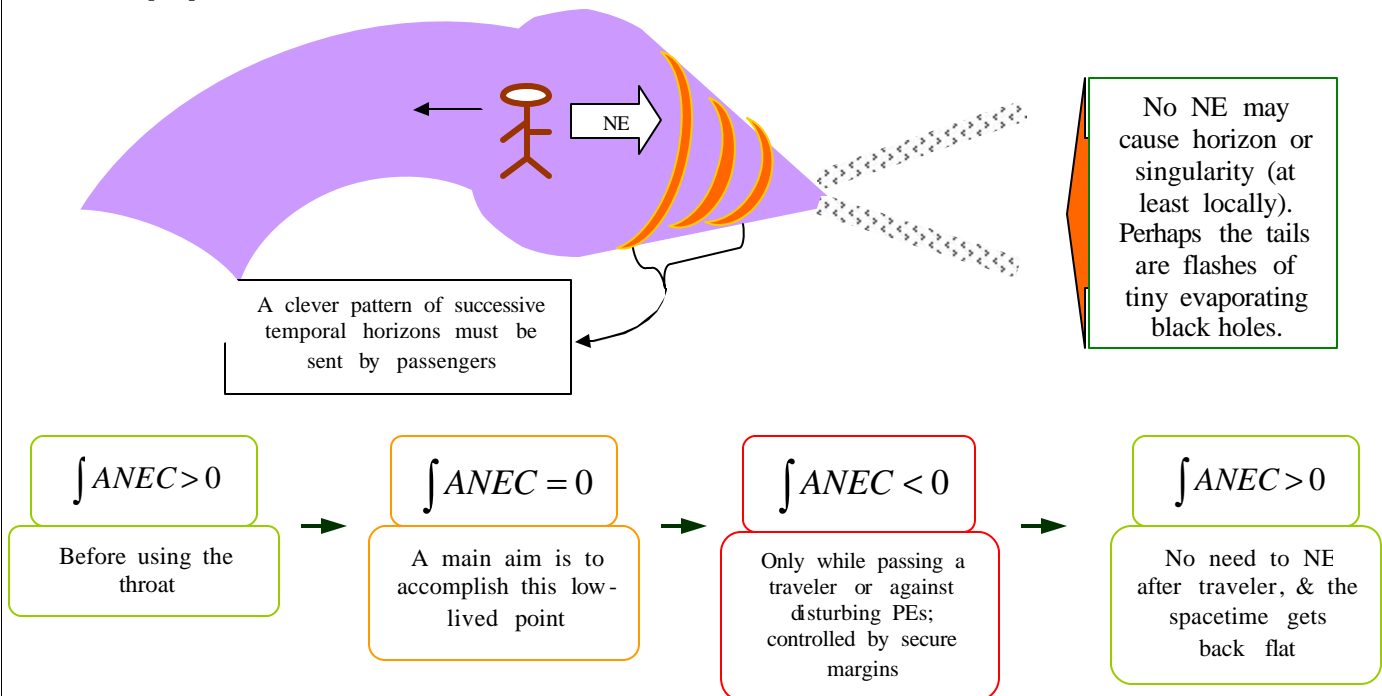 NE
No NE may
cause horizon or
singularity (at
least locally).
Perhaps the tails
are flashes of
tiny evaporating
black holes.
A clever pattern of successive
temporal horizons must be
sent by passengers
∫ANEC > 0
Before using the
throat
∫ANEC = 0
A main aim is to
accomplish this low-
lived point
∫ANEC < 0
Only while passing a
traveler or against
disturbing PEs;
controlled by secure
margins
∫ANEC > 0
No need to NE
after traveler, & the
spacetime gets
back flat